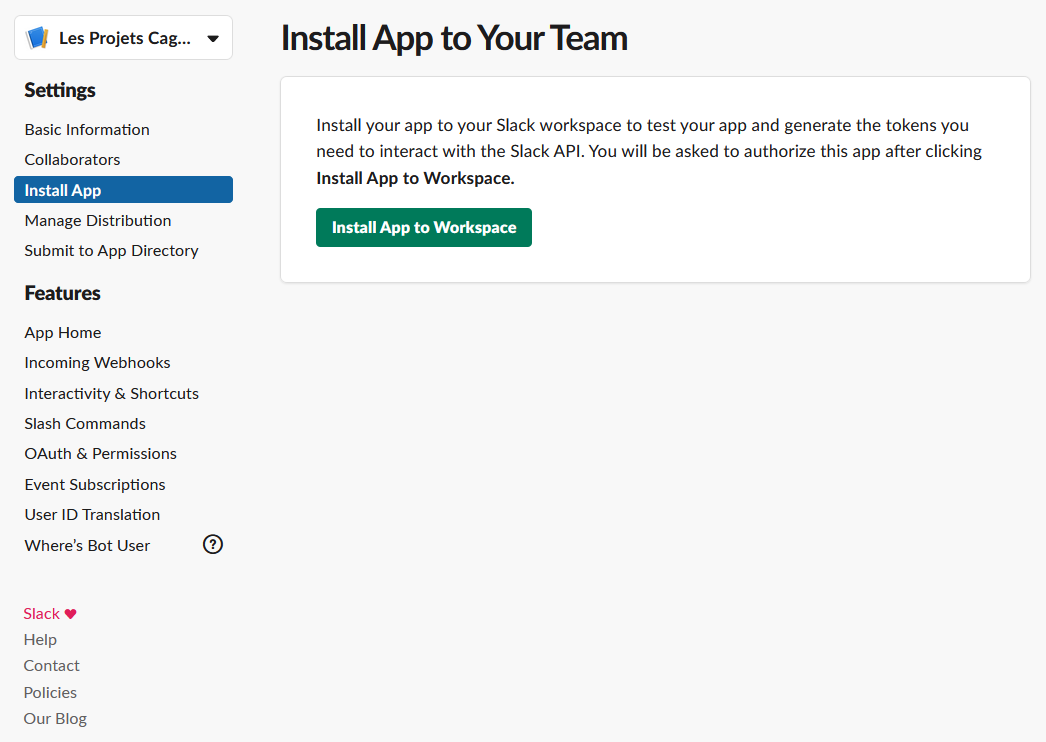 Les Projets Cag...
Settings
Basic Information
Collaborators
Install App
Manage Distribution
Submit to App Directory
Features
App Home
Incoming Webhooks
Interactivity & Shortcuts
Slash Commands
OAuth & Permissions
Event Subscriptions
User ID Translation
Where’s Bot User ?
Slack ♥
Help
Contact
Policies
Our Blog
Install App to Your Team
Install your app to your Slack workspace to test your app and generate the tokens you
need to interact with the Slack API. You will be asked to authorize this app after clicking
Install App to Workspace.
Install App to Workspace